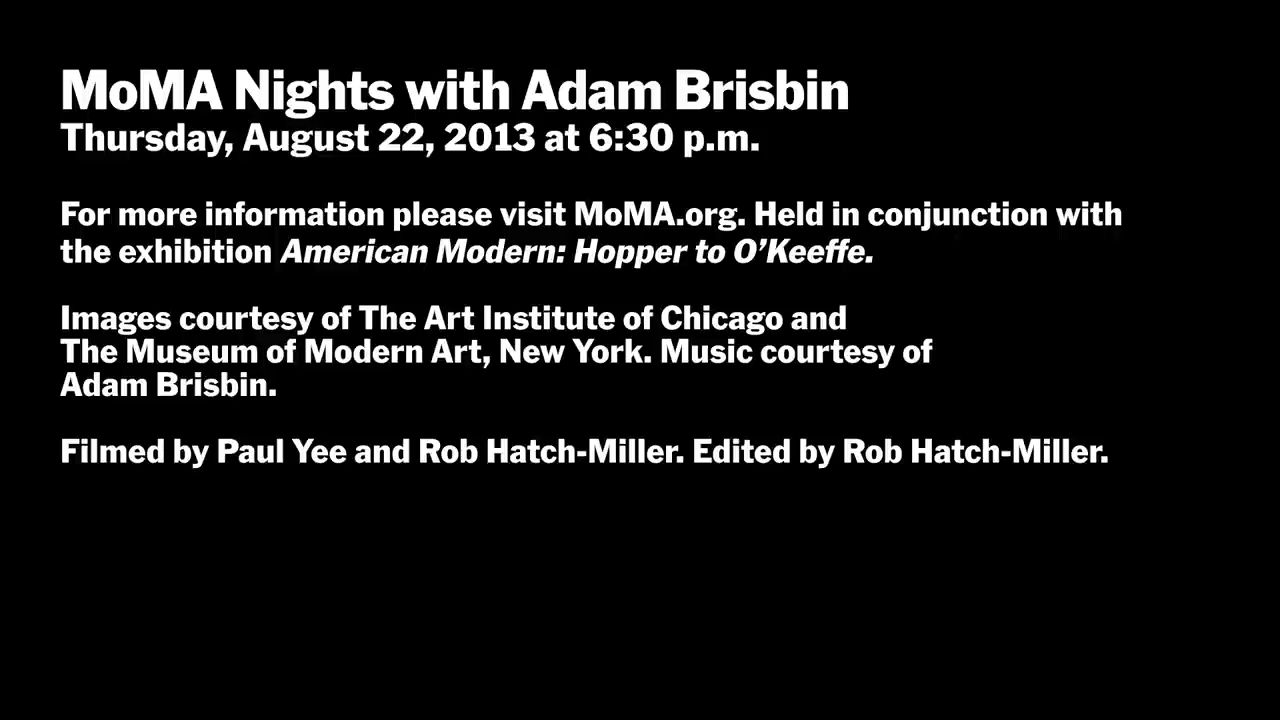 MoMA Nights with Adam Brisbin
Thursday, August 22, 2013 at 6:30 p.m.
For more information please visit MoMA.org. Held in conjunction with
the exhibition American Modern: Hopper to O’Keeffe.
Images courtesy of The Art Institute of Chicago and
The Museum of Modern Art, New York. Music courtesy of
Adam Brisbin.
Filmed by Paul Yee and Rob Hatch-Miller. Edited by Rob Hatch-Miller.